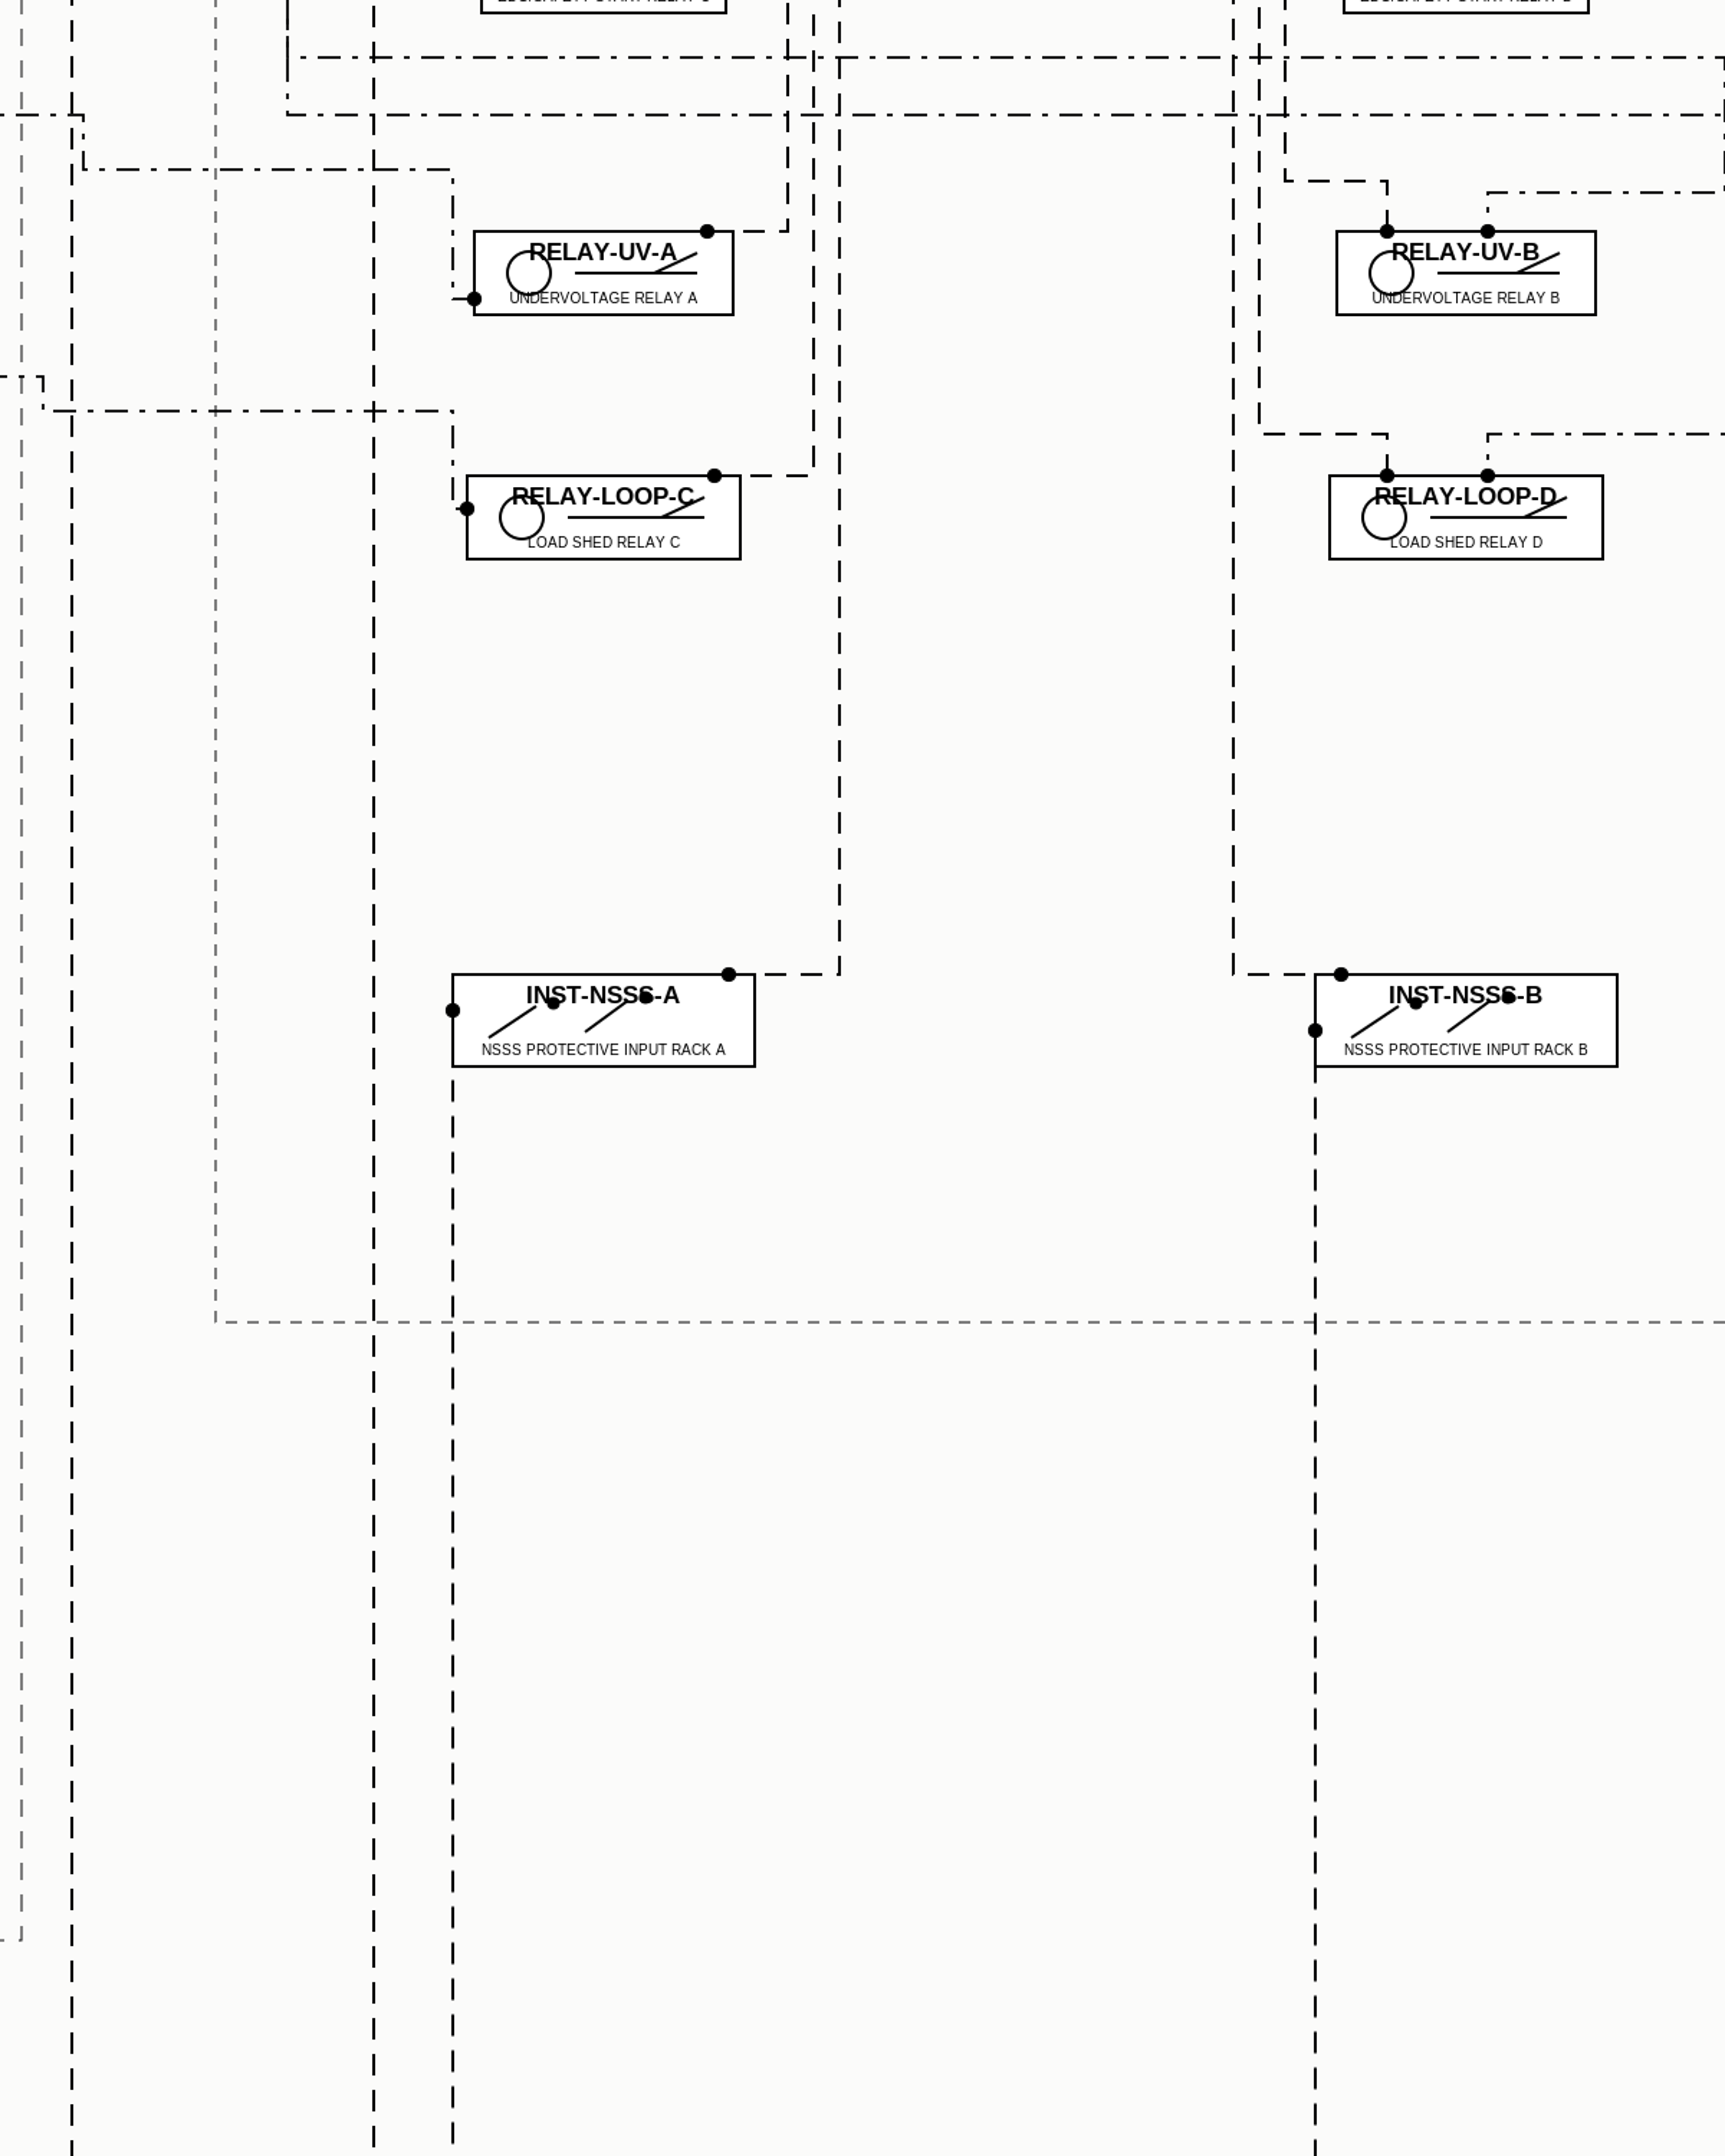 RELAY-UV-A
UNDERVOLTAGE RELAY A
RELAY-UV-B
UNDERVOLTAGE RELAY B
RELAY-LOOP-C
LOAD SHED RELAY C
RELAY-LOOP-D
LOAD SHED RELAY D
INST-NSSS-A
NSSS PROTECTIVE INPUT RACK A
INST-NSSS-B
NSSS PROTECTIVE INPUT RACK B